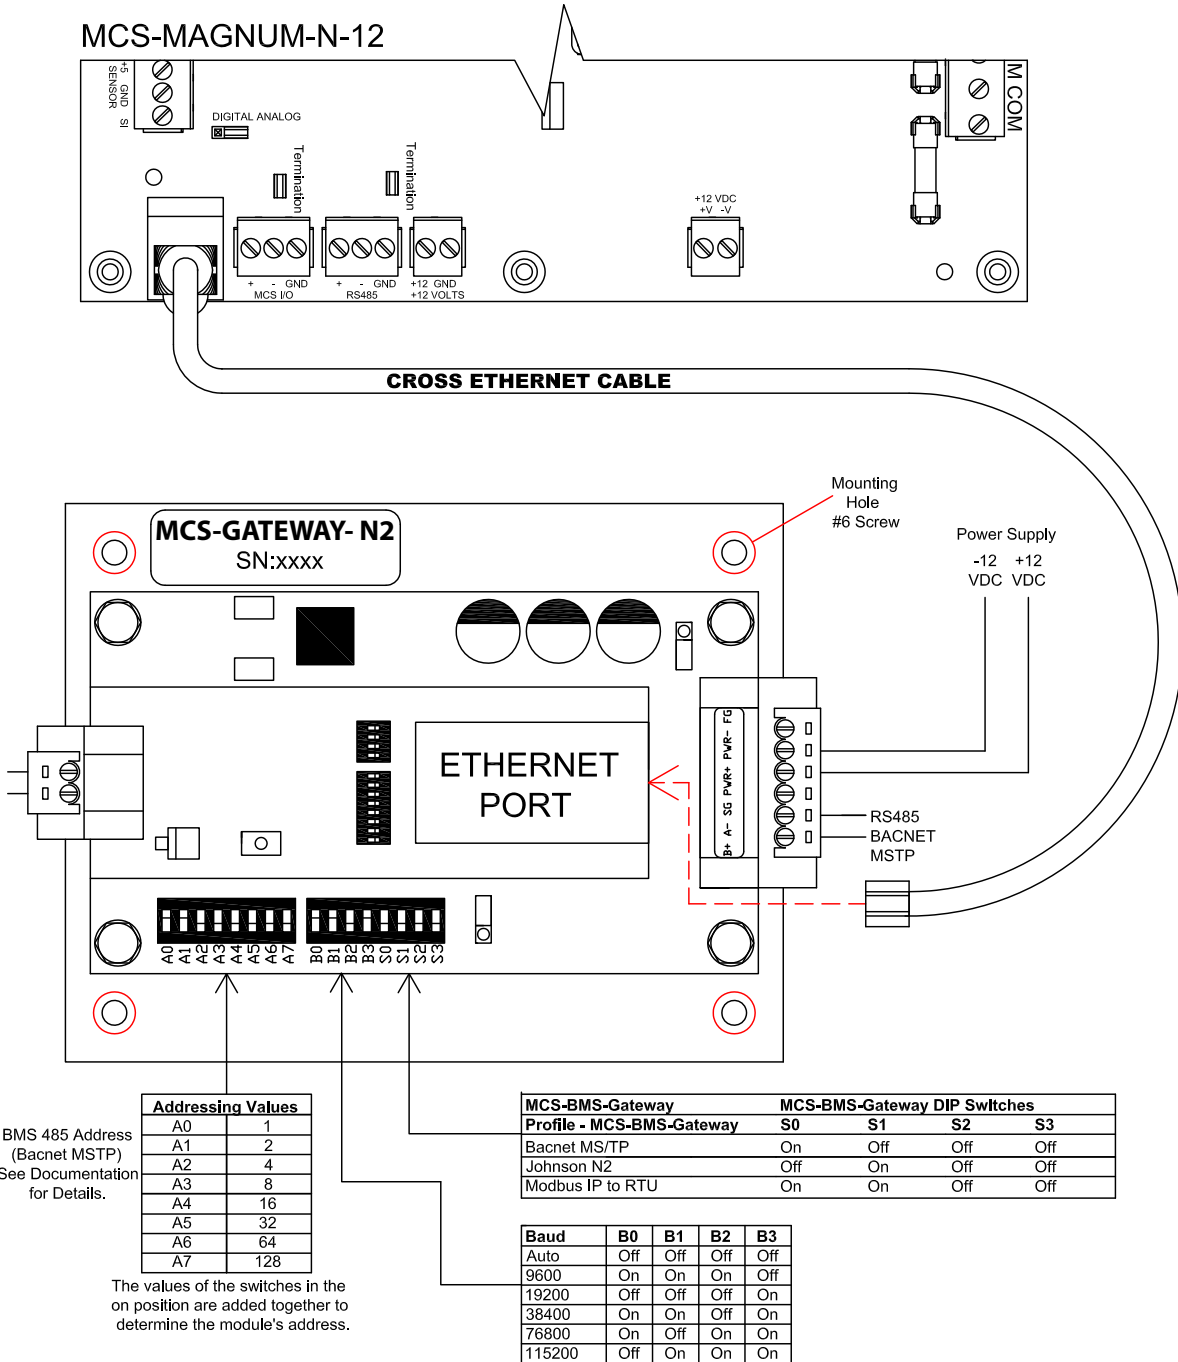 MCS-MAGNUM-N-12
+5 GND SI
SENSOR
DIGITAL ANALOG
Termination
Termination
M COM
+12 VDC
+V -V
+ - GND
MCS I/O
+ - GND
RS485
+12 GND
+12 VOLTS
CROSS ETHERNET CABLE
Mounting
Hole
#6 Screw
Power Supply
-12 +12
VDC VDC
MCS-GATEWAY- N2
SN:xxxx
ETHERNET
PORT
B+ A- SG PWR+ PWR- FG
RS485
BACNET
MSTP
A0 A1 A2 A3 A4 A5 A6 A7
B0 B1 B2 B3 S0 S1 S2 S3
BMS 485 Address
(Bacnet MSTP)
See Documentation
for Details.
Addressing Values
A0 1
A1 2
A2 4
A3 8
A4 16
A5 32
A6 64
A7 128
The values of the switches in the
on position are added together to
determine the module's address.
MCS-BMS-Gateway MCS-BMS-Gateway DIP Switches
Profile - MCS-BMS-Gateway S0 S1 S2 S3
Bacnet MS/TP On Off Off Off
Johnson N2 Off On Off Off
Modbus IP to RTU On On Off Off
Baud B0 B1 B2 B3
Auto Off Off Off Off
9600 On On On Off
19200 Off Off Off On
38400 On On Off On
76800 On Off On On
115200 Off On On On